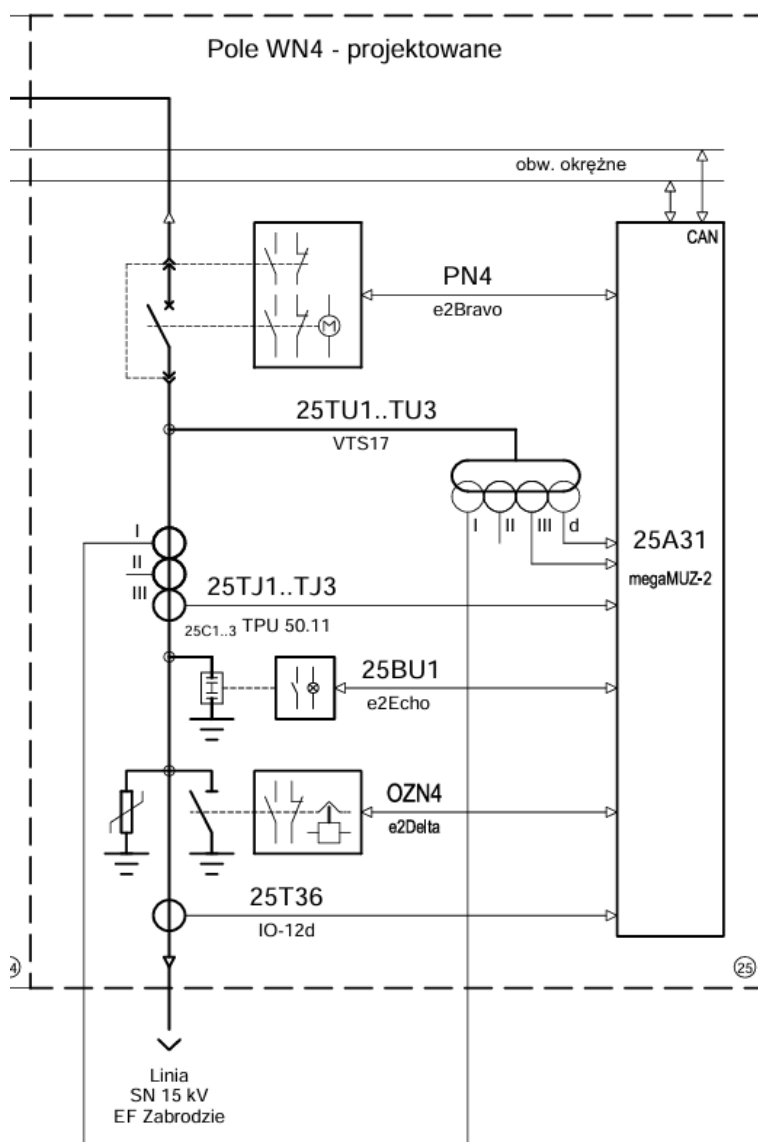 Pole WN4 - projektowane
obw. okrężne
CAN
PN4
e2Bravo
M
25TU1..TU3
VTS17
I
II
III
d
I
II
III
25A31
megaMUZ-2
25TJ1..TJ3
25C1..3 TPU 50.11
25BU1
e2Echo
OZN4
e2Delta
25T36
IO-12d
25
Linia
SN 15 kV
EF Zabrodzie